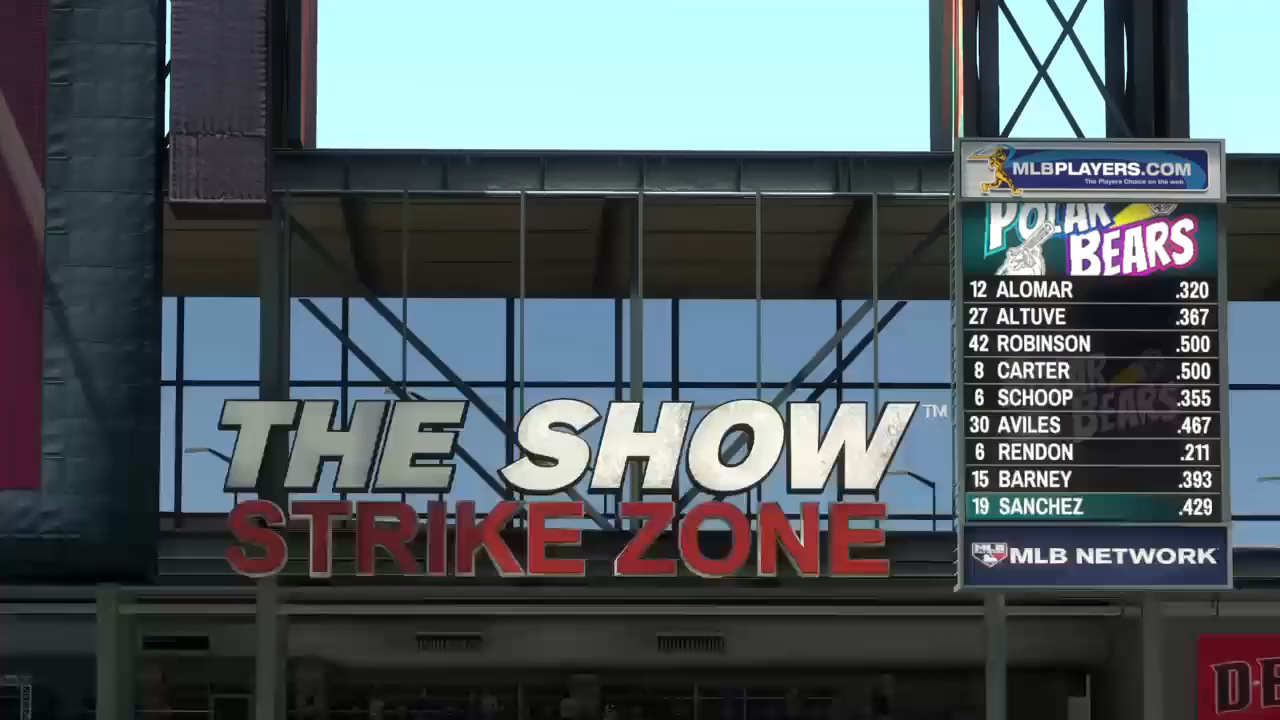 MLBPLAYERS.COM
The Players Choice on the web
POLAR
BEARS
12 ALOMAR .320
27 ALTUVE .367
42 ROBINSON .500
8 CARTER .500
6 SCHOOP .355
30 AVILES .467
6 RENDON .211
15 BARNEY .393
19 SANCHEZ .429
MLB MLB NETWORK
THE SHOW™
STRIKE ZONE